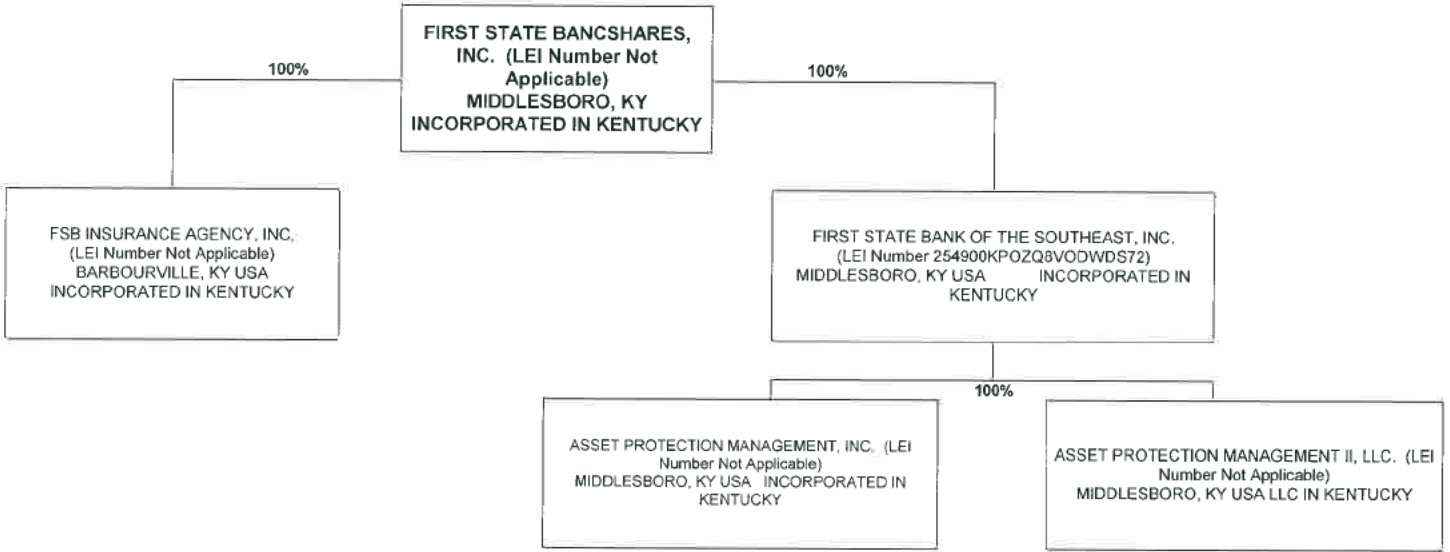 FIRST STATE BANCSHARES,
INC. (LEI Number Not
Applicable)
MIDDLESBORO, KY
INCORPORATED IN KENTUCKY
100%
100%
FSB INSURANCE AGENCY, INC.
(LEI Number Not Applicable)
BARBOURVILLE, KY USA
INCORPORATED IN KENTUCKY
FIRST STATE BANK OF THE SOUTHEAST, INC.
(LEI Number 254900KPOZQ8VODWDS72)
MIDDLESBORO, KY USA INCORPORATED IN
KENTUCKY
100%
ASSET PROTECTION MANAGEMENT, INC. (LEI
Number Not Applicable)
MIDDLESBORO, KY USA INCORPORATED IN
KENTUCKY
ASSET PROTECTION MANAGEMENT II, LLC. (LEI
Number Not Applicable)
MIDDLESBORO, KY USA LLC IN KENTUCKY